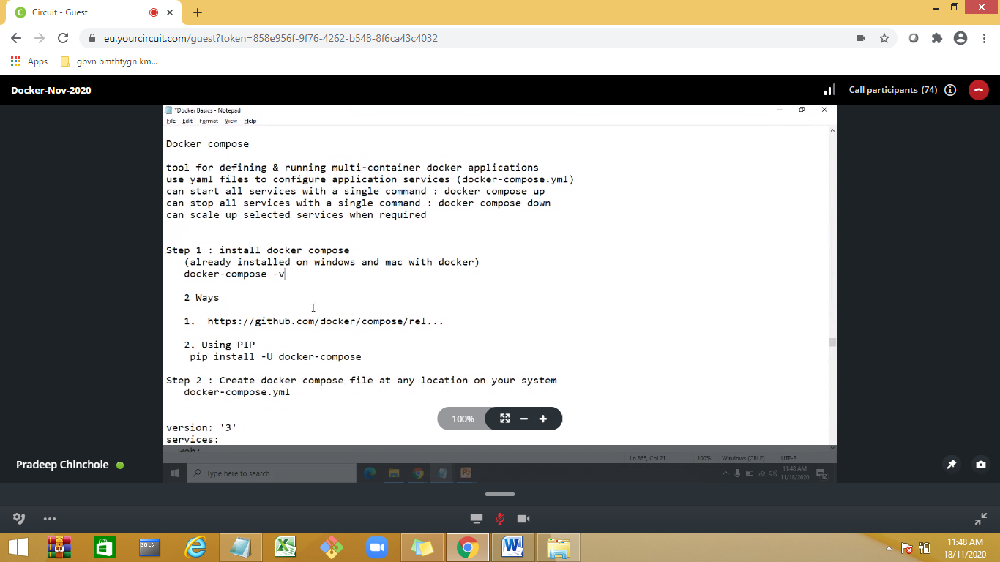 Circuit - Guest
eu.yourcircuit.com/guest?token=858e956f-9f76-4262-b548-8f6ca43c4032
Apps
gbvn bmthtygn km...
Docker-Nov-2020
Call participants (74)
*Docker Basics - Notepad
File Edit Format View Help
Docker compose
tool for defining & running multi-container docker applications
use yaml files to configure application services (docker-compose.yml)
can start all services with a single command : docker compose up
can stop all services with a single command : docker compose down
can scale up selected services when required
Step 1 : install docker compose
(already installed on windows and mac with docker)
docker-compose -v
2 Ways
1. https://github.com/docker/compose/rel...
2. Using PIP
pip install -U docker-compose
Step 2 : Create docker compose file at any location on your system
docker-compose.yml
100%
version: '3'
services:
web:
Ln 865, Col 21 100% Windows (CRLF) UTF-8
Pradeep Chinchole
Type here to search
11:48 AM
11/18/2020
SQL>
11:48 AM
18/11/2020